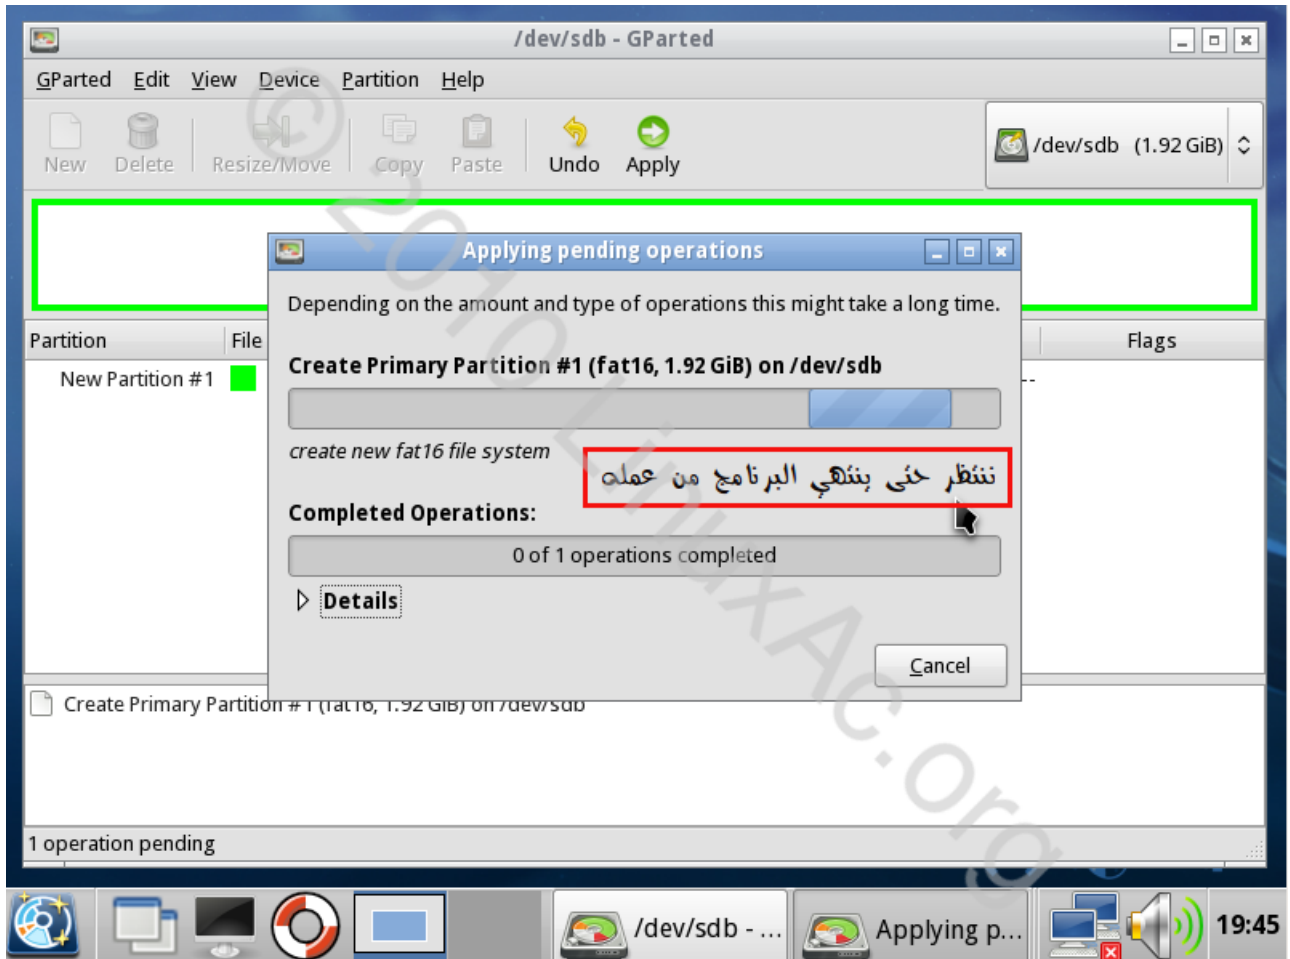 /dev/sdb - GParted
GParted Edit View Device Partition Help
New Delete Resize/Move Copy Paste Undo Apply
/dev/sdb (1.92 GiB)
Applying pending operations
Depending on the amount and type of operations this might take a long time.
Partition File Flags
Create Primary Partition #1 (fat16, 1.92 GiB) on /dev/sdb
New Partition #1 --
create new fat16 file system
ننتظر حتى ينتهي البرنامج من عمله
Completed Operations:
0 of 1 operations completed
Details
Cancel
Create Primary Partition #1 (fat16, 1.92 GiB) on /dev/sdb
1 operation pending
/dev/sdb - ...
Applying p...
19:45
© 2010 LinuxAc.org